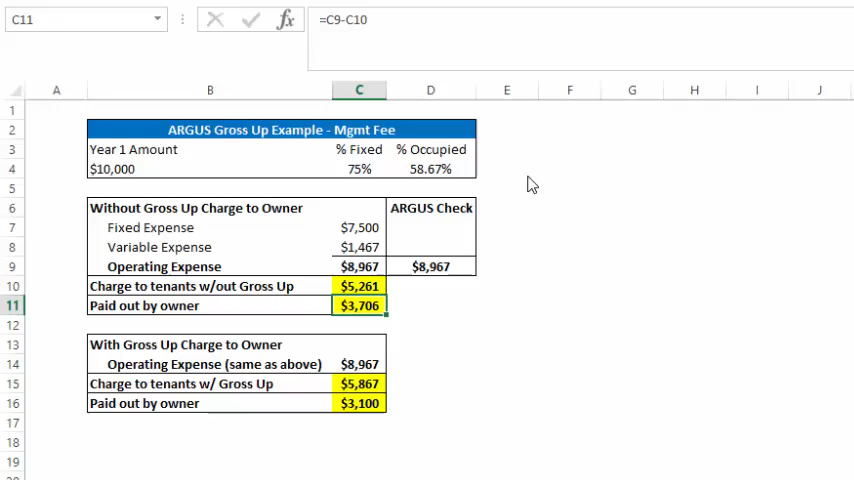 C11 fx =C9-C10
A B C D E F G H I J
1
2 ARGUS Gross Up Example - Mgmt Fee
3 Year 1 Amount % Fixed % Occupied
4 $10,000 75% 58.67%
5
6 Without Gross Up Charge to Owner ARGUS Check
7 Fixed Expense $7,500
8 Variable Expense $1,467
9 Operating Expense $8,967 $8,967
10 Charge to tenants w/out Gross Up $5,261
11 Paid out by owner $3,706
12
13 With Gross Up Charge to Owner
14 Operating Expense (same as above) $8,967
15 Charge to tenants w/ Gross Up $5,867
16 Paid out by owner $3,100
17
18
19